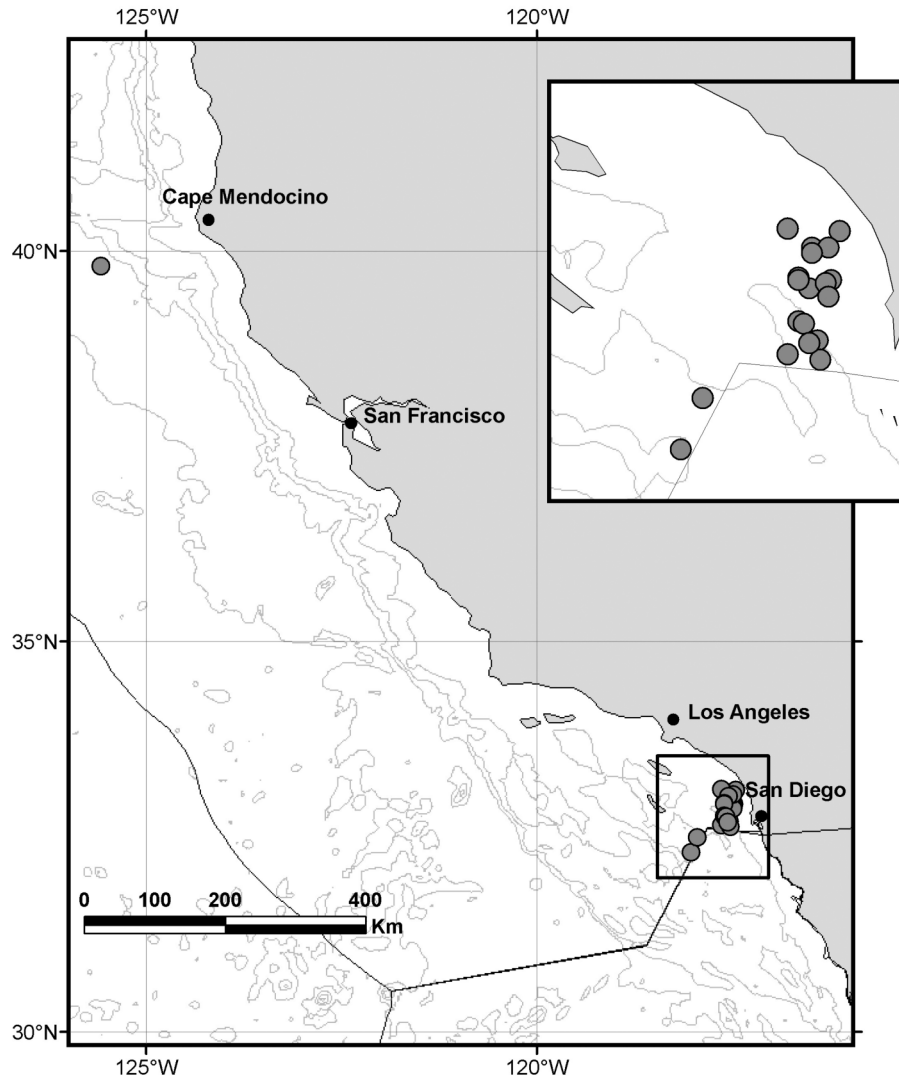 125°W 120°W
Cape Mendocino
40°N
San Francisco
35°N
Los Angeles
San Diego
0 100 200 400
Km
30°N
125°W 120°W